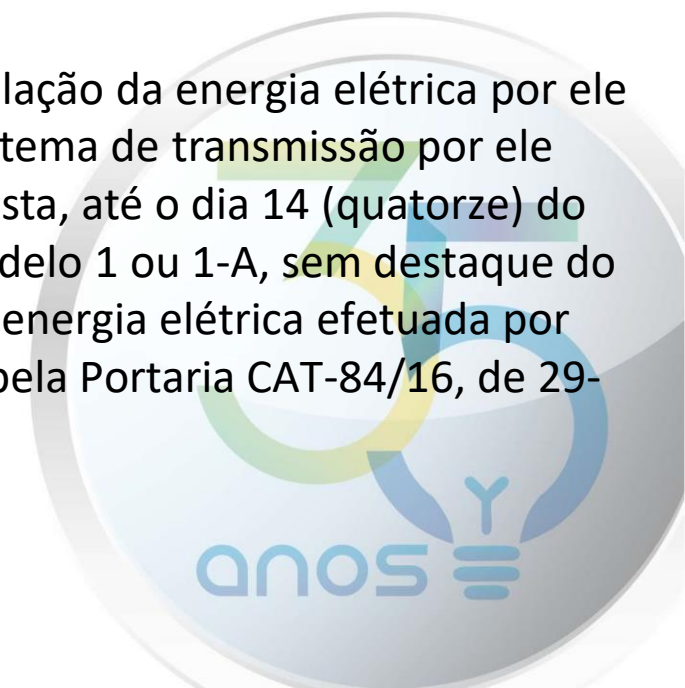 lação da energia elétrica por ele
tema de transmissão por ele
sta, até o dia 14 (quatorze) do
delo 1 ou 1-A, sem destaque do
energia elétrica efetuada por
pela Portaria CAT-84/16, de 29-
35
anos